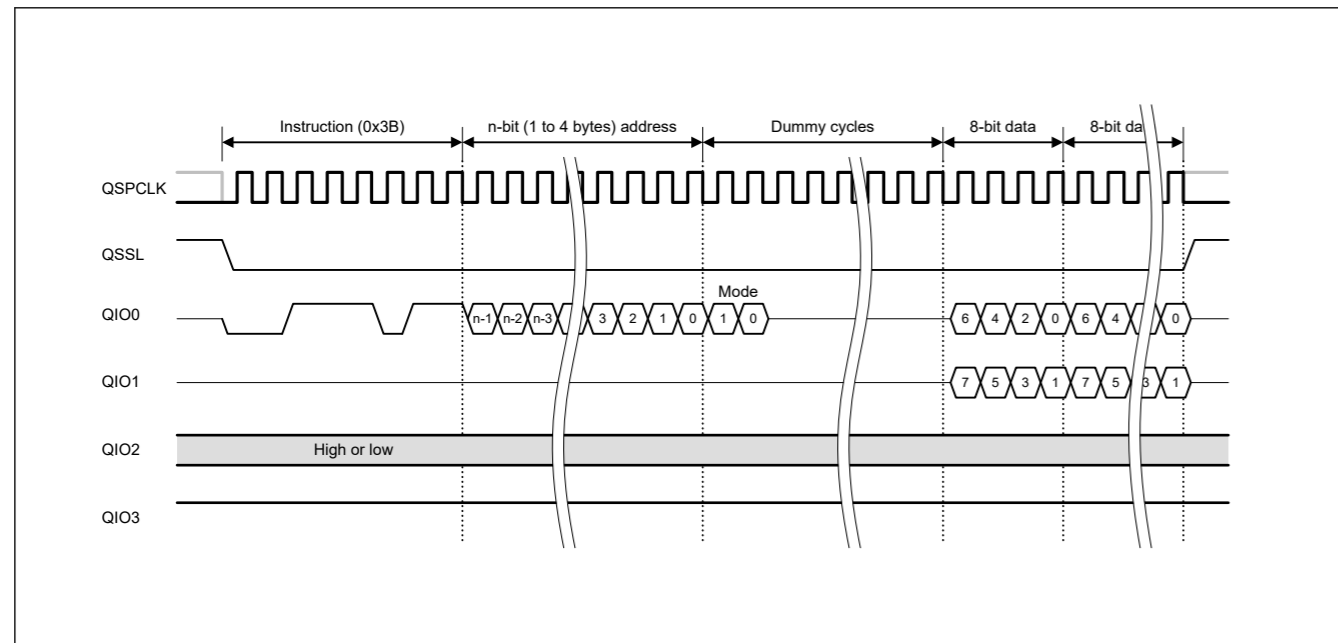 Instruction (0x3B) n-bit (1 to 4 bytes) address Dummy cycles 8-bit data 8-bit da
QSPCLK
QSSL
Mode
QIO0 n-1 n-2 n-3 3 2 1 0 1 0 6 4 2 0 6 4 0
QIO1 7 5 3 1 7 5 3 1
QIO2 High or low
QIO3